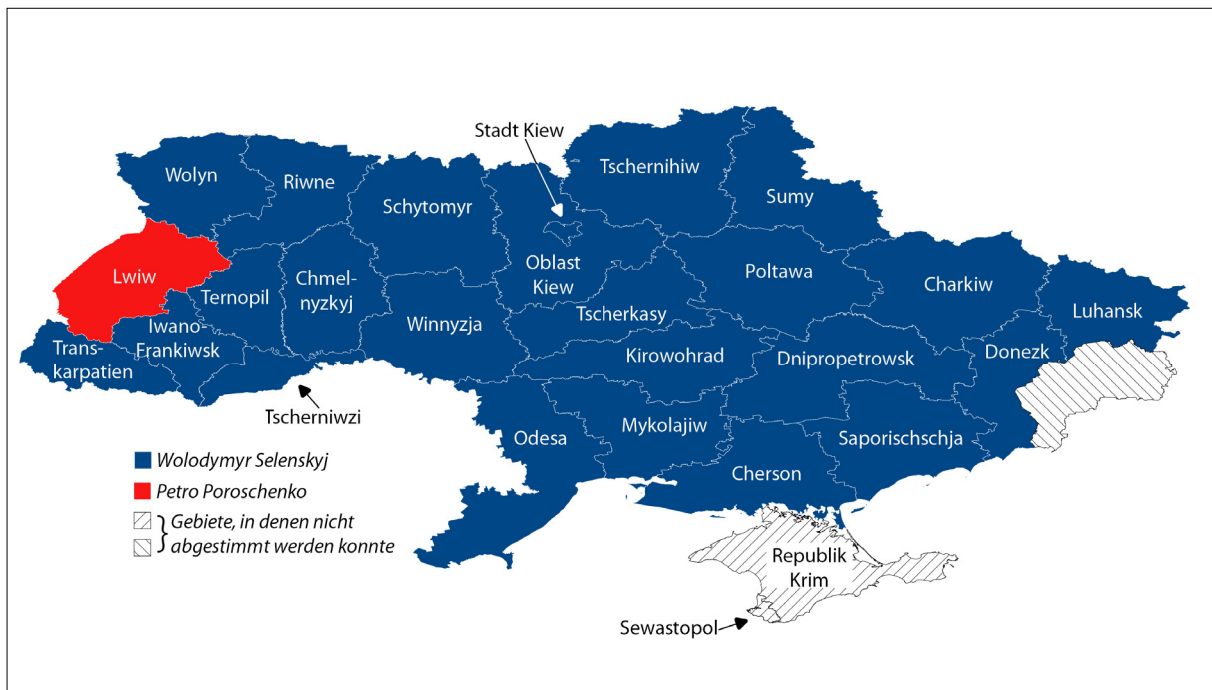 Stadt Kiew
Wolyn
Riwne
Schytomyr
Tschernihiw
Sumy
Lwiw
Ternopil
Chmel-
nyzkyj
Oblast
Kiew
Poltawa
Charkiw
Luhansk
Iwano-
Frankiwsk
Trans-
karpatien
Winnyzja
Tscherkasy
Kirowohrad
Dnipropetrowsk
Donezk
Tscherniwzi
Odesa
Mykolajiw
Saporischschja
Cherson
Wolodymyr Selenskyj
Petro Poroschenko
Gebiete, in denen nicht
abgestimmt werden konnte
Republik
Krim
Sewastopol